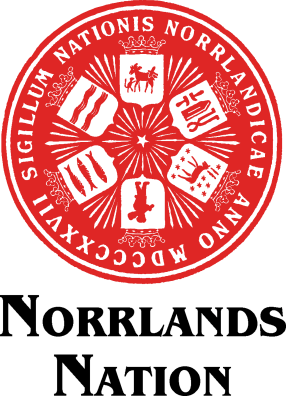 SIGILLUM NATIONIS NORRLANDICAE ANNO MDCCCXXVII
NORRLANDS
NATION